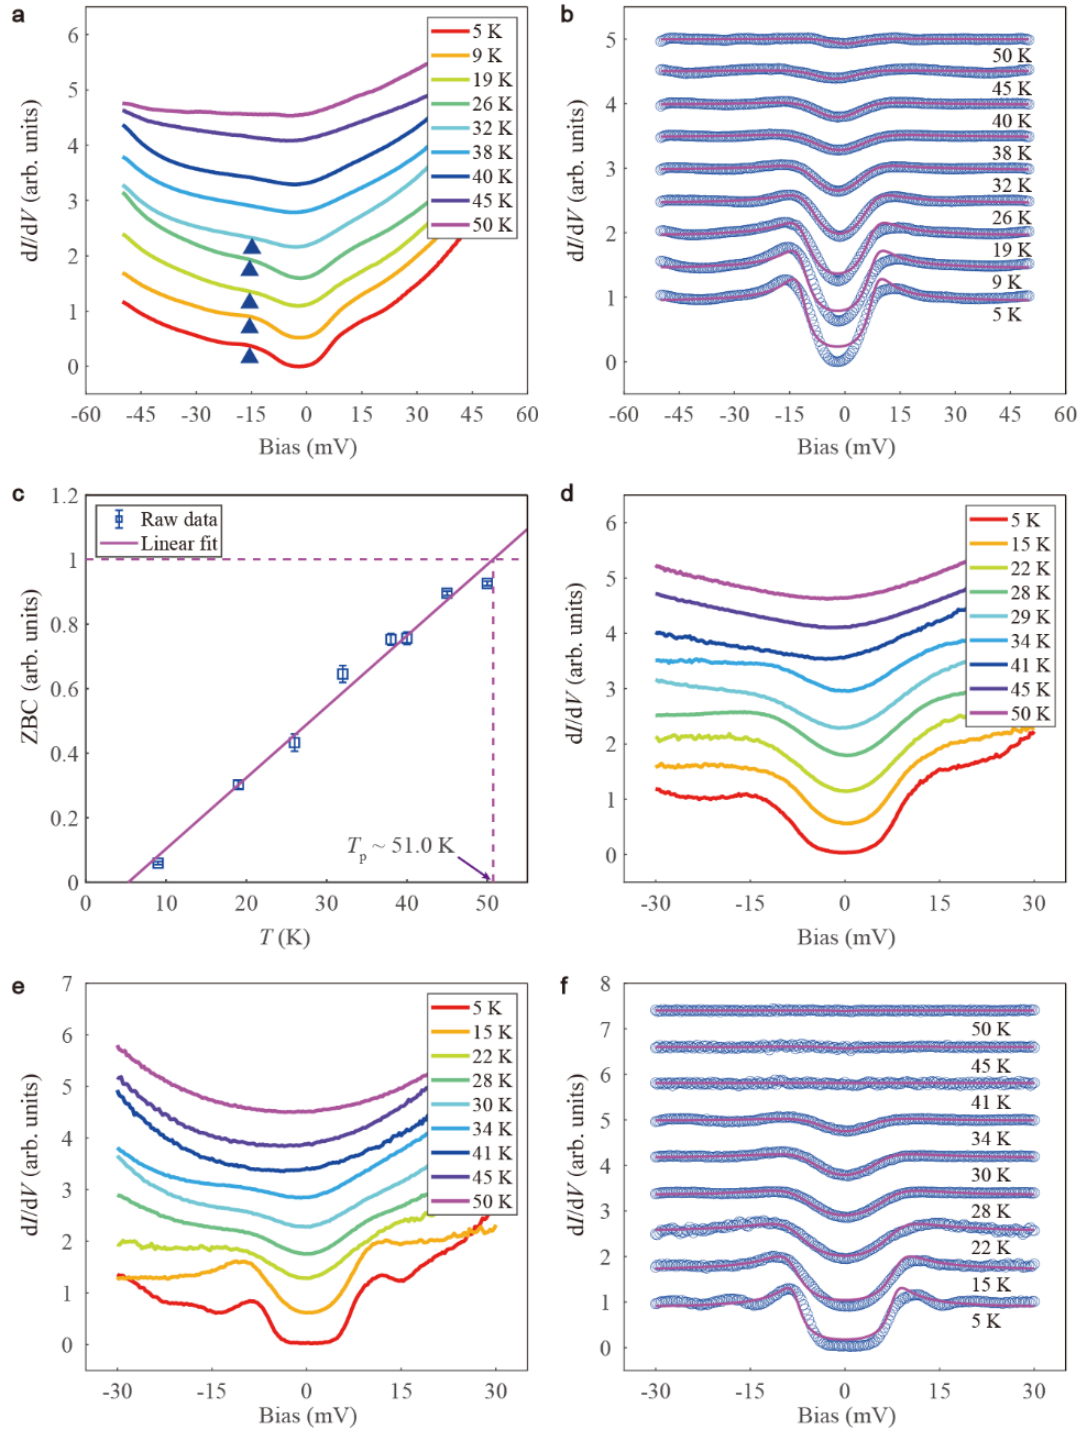 a
6
5
4
3
2
1
0
dI/dV (arb. units)
-60 -45 -30 -15 0 15 30 45 60
Bias (mV)
5 K
9 K
19 K
26 K
32 K
38 K
40 K
45 K
50 K
b
5
4
3
2
1
0
dI/dV (arb. units)
50 K
45 K
40 K
38 K
32 K
26 K
19 K
9 K
5 K
-60 -45 -30 -15 0 15 30 45 60
Bias (mV)
c
1.2
1
0.8
0.6
0.4
0.2
0
ZBC (arb. units)
Raw data
Linear fit
Tp ~ 51.0 K
0 10 20 30 40 50
T (K)
d
6
5
4
3
2
1
0
dI/dV (arb. units)
5 K
15 K
22 K
28 K
29 K
34 K
41 K
45 K
50 K
-30 -15 0 15 30
Bias (mV)
e
7
6
5
4
3
2
1
0
dI/dV (arb. units)
5 K
15 K
22 K
28 K
30 K
34 K
41 K
45 K
50 K
-30 -15 0 15 30
Bias (mV)
f
8
7
6
5
4
3
2
1
0
dI/dV (arb. units)
50 K
45 K
41 K
34 K
30 K
28 K
22 K
15 K
5 K
-30 -15 0 15 30
Bias (mV)